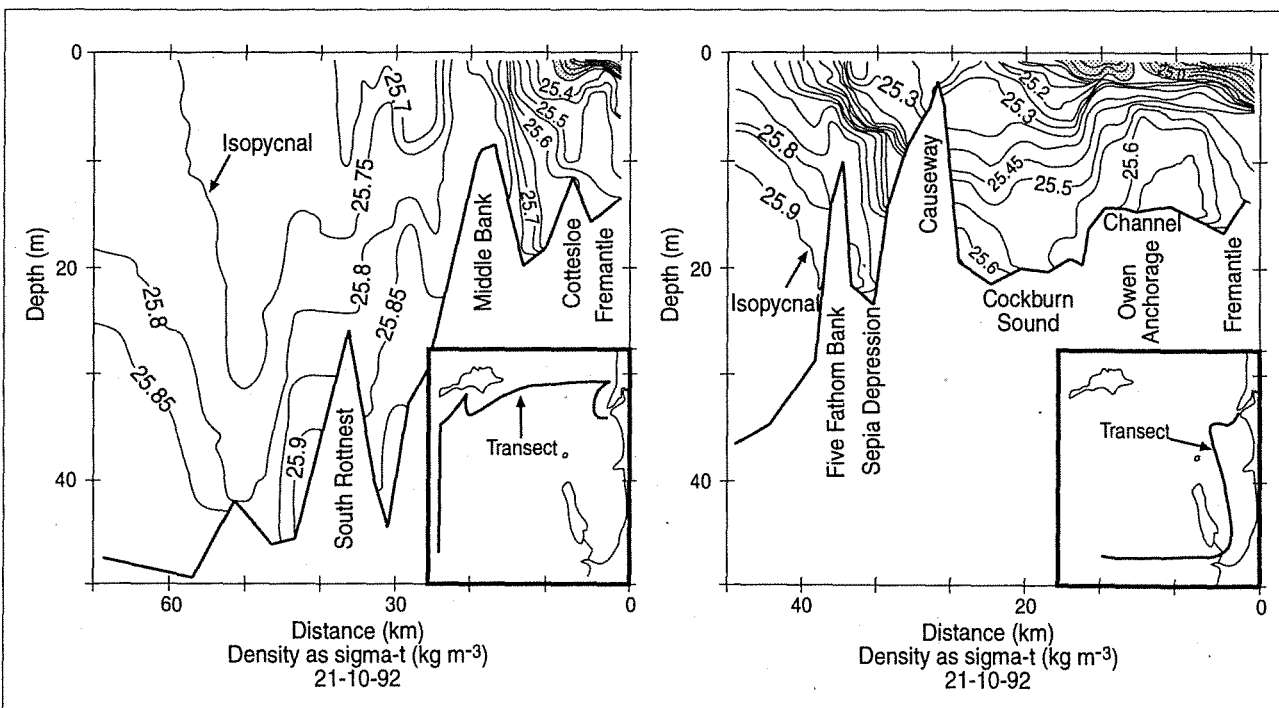 0
20
40
Depth (m)
Isopycnal
25.7
25.75
25.8
25.85
25.8
25.85
25.9
25.4
25.5
25.6
25.7
South Rottnest
Middle Bank
Cottesloe
Fremantle
Transect
60
30
0
Distance (km)
Density as sigma-t (kg m⁻³)
21-10-92
0
20
40
Depth (m)
25.8
25.9
Isopycnal
25.3
25.2
25.3
25.0
25.45
25.5
25.6
25.6
Five Fathom Bank
Sepia Depression
Causeway
Cockburn
Sound
Channel
Owen
Anchorage
Fremantle
Transect
40
20
0
Distance (km)
Density as sigma-t (kg m⁻³)
21-10-92